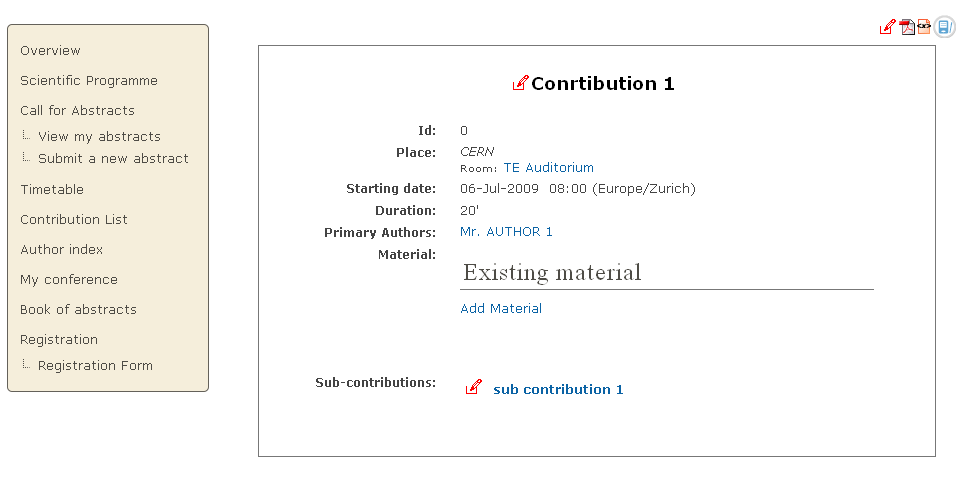 Overview
Scientific Programme
Call for Abstracts
View my abstracts
Submit a new abstract
Timetable
Contribution List
Author index
My conference
Book of abstracts
Registration
Registration Form
Conrtibution 1
Id: 0
Place: CERN
Room: TE Auditorium
Starting date: 06-Jul-2009 08:00 (Europe/Zurich)
Duration: 20'
Primary Authors: Mr. AUTHOR 1
Material:
Existing material
Add Material
Sub-contributions: sub contribution 1